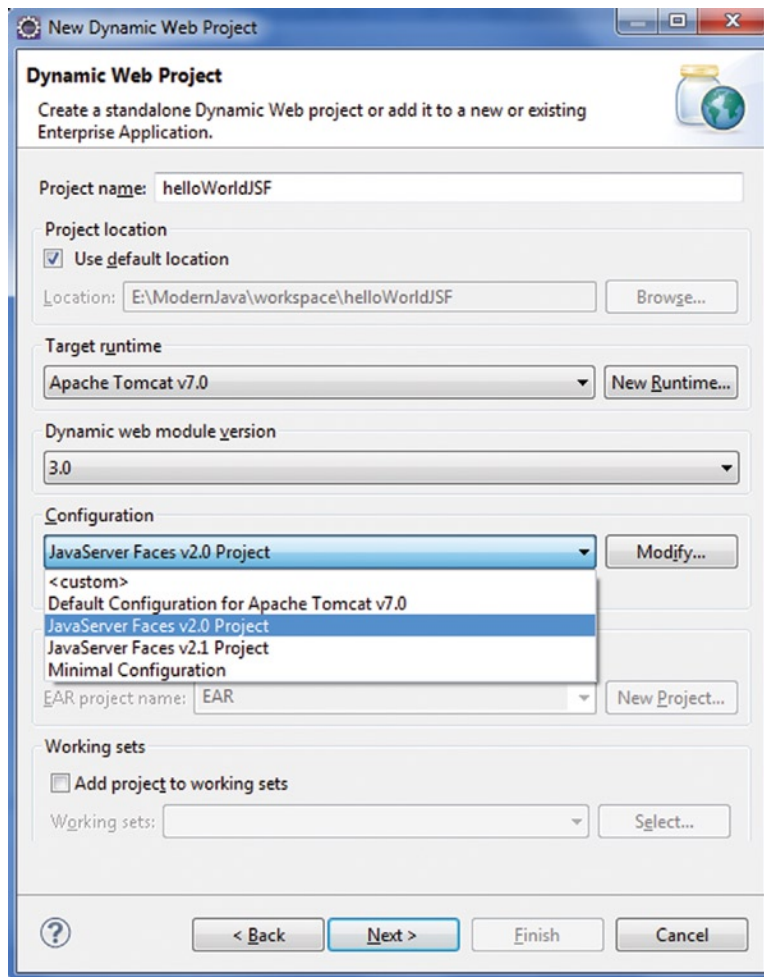 New Dynamic Web Project
Dynamic Web Project
Create a standalone Dynamic Web project or add it to a new or existing
Enterprise Application.
Project name: helloWorldJSF
Project location
Use default location
Location: E:\ModernJava\workspace\helloWorldJSF Browse...
Target runtime
Apache Tomcat v7.0 New Runtime...
Dynamic web module version
3.0
Configuration
JavaServer Faces v2.0 Project Modify...
<custom>
Default Configuration for Apache Tomcat v7.0
JavaServer Faces v2.0 Project
JavaServer Faces v2.1 Project
Minimal Configuration
EAR project name: EAR New Project...
Working sets
Add project to working sets
Working sets: Select...
? < Back Next > Finish Cancel